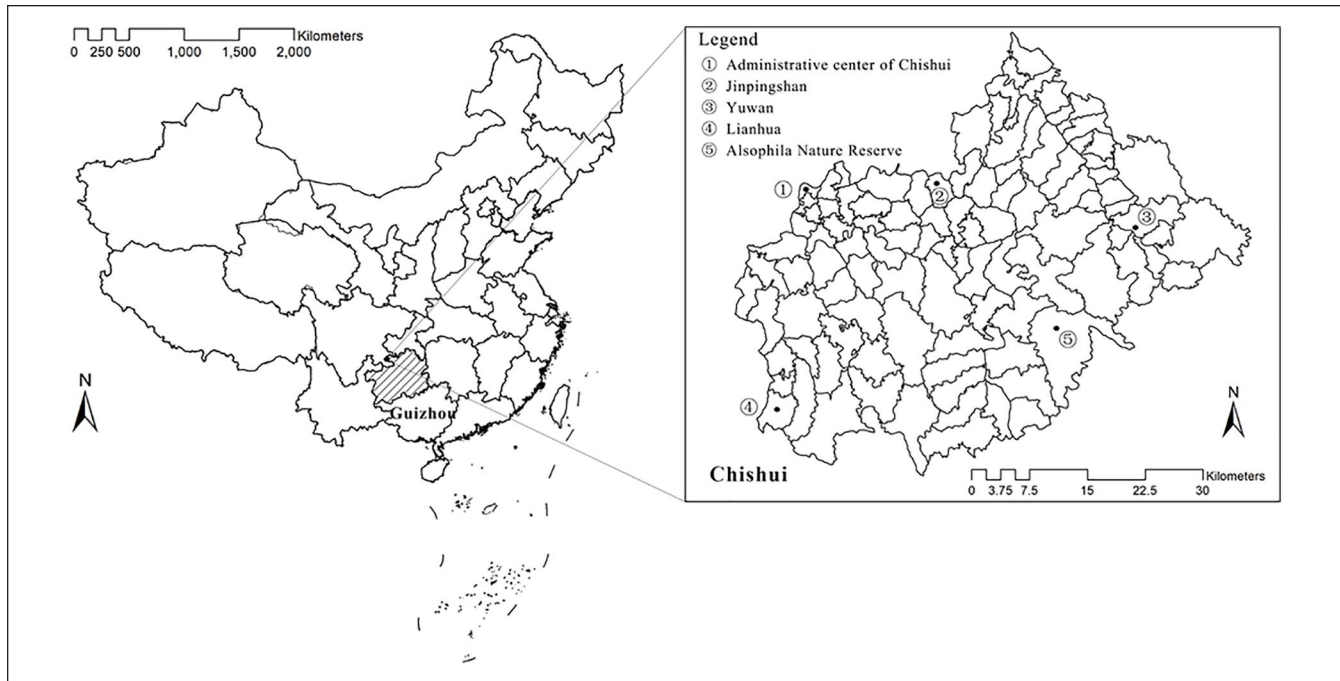 Kilometers
0 250 500 1,000 1,500 2,000
N
Guizhou
Legend
① Administrative center of Chishui
② Jinpingshan
③ Yuwan
④ Lianhua
⑤ Alsophila Nature Reserve
①
②
③
⑤
④
N
Chishui
Kilometers
0 3.75 7.5 15 22.5 30